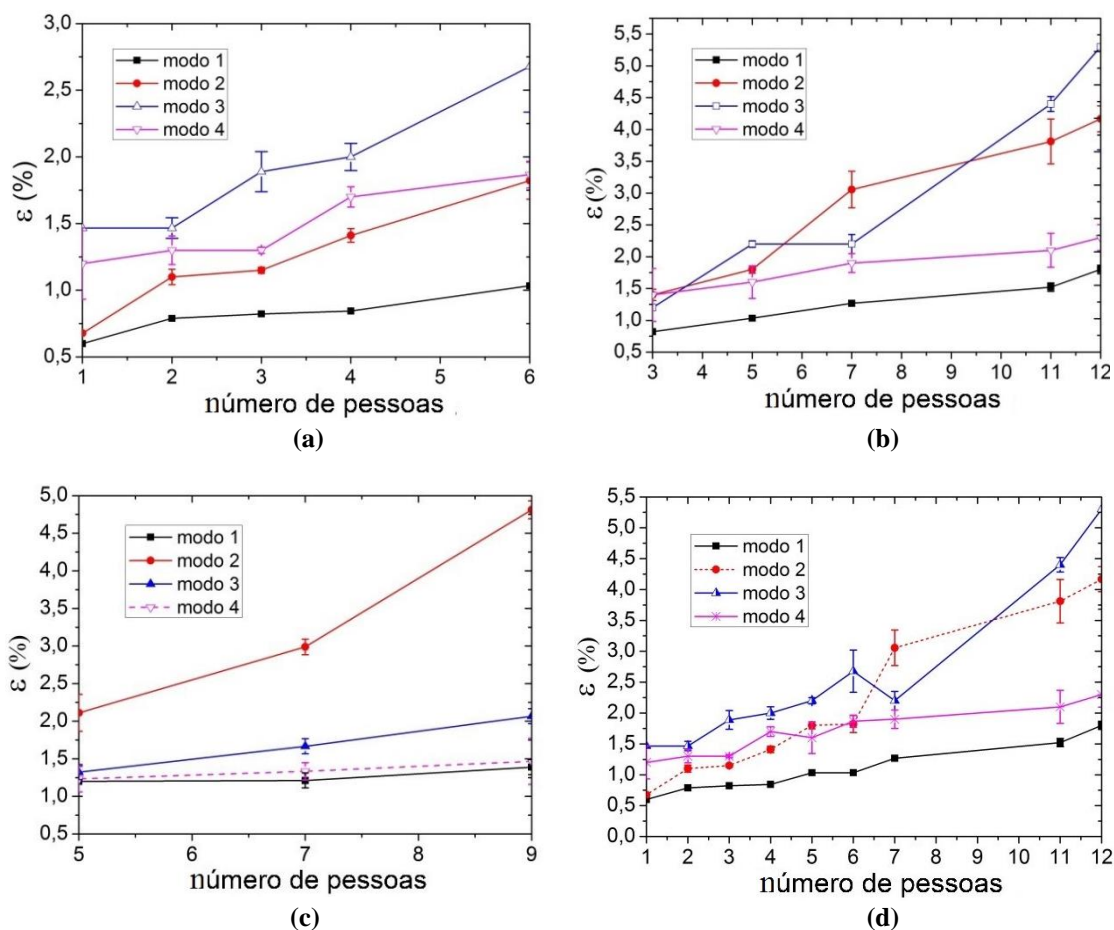 3,0
2,5
2,0
1,5
1,0
0,5
ε (%)
modo 1
modo 2
modo 3
modo 4
1 2 3 4 5 6
número de pessoas
(a)
5,5
5,0
4,5
4,0
3,5
3,0
2,5
2,0
1,5
1,0
0,5
ε (%)
modo 1
modo 2
modo 3
modo 4
3 4 5 6 7 8 9 10 11 12
número de pessoas
(b)
5,0
4,5
4,0
3,5
3,0
2,5
2,0
1,5
1,0
0,5
ε (%)
modo 1
modo 2
modo 3
modo 4
5 6 7 8 9
número de pessoas
(c)
5,5
5,0
4,5
4,0
3,5
3,0
2,5
2,0
1,5
1,0
0,5
0,0
ε (%)
modo 1
modo 2
modo 3
modo 4
1 2 3 4 5 6 7 8 9 10 11 12
número de pessoas
(d)